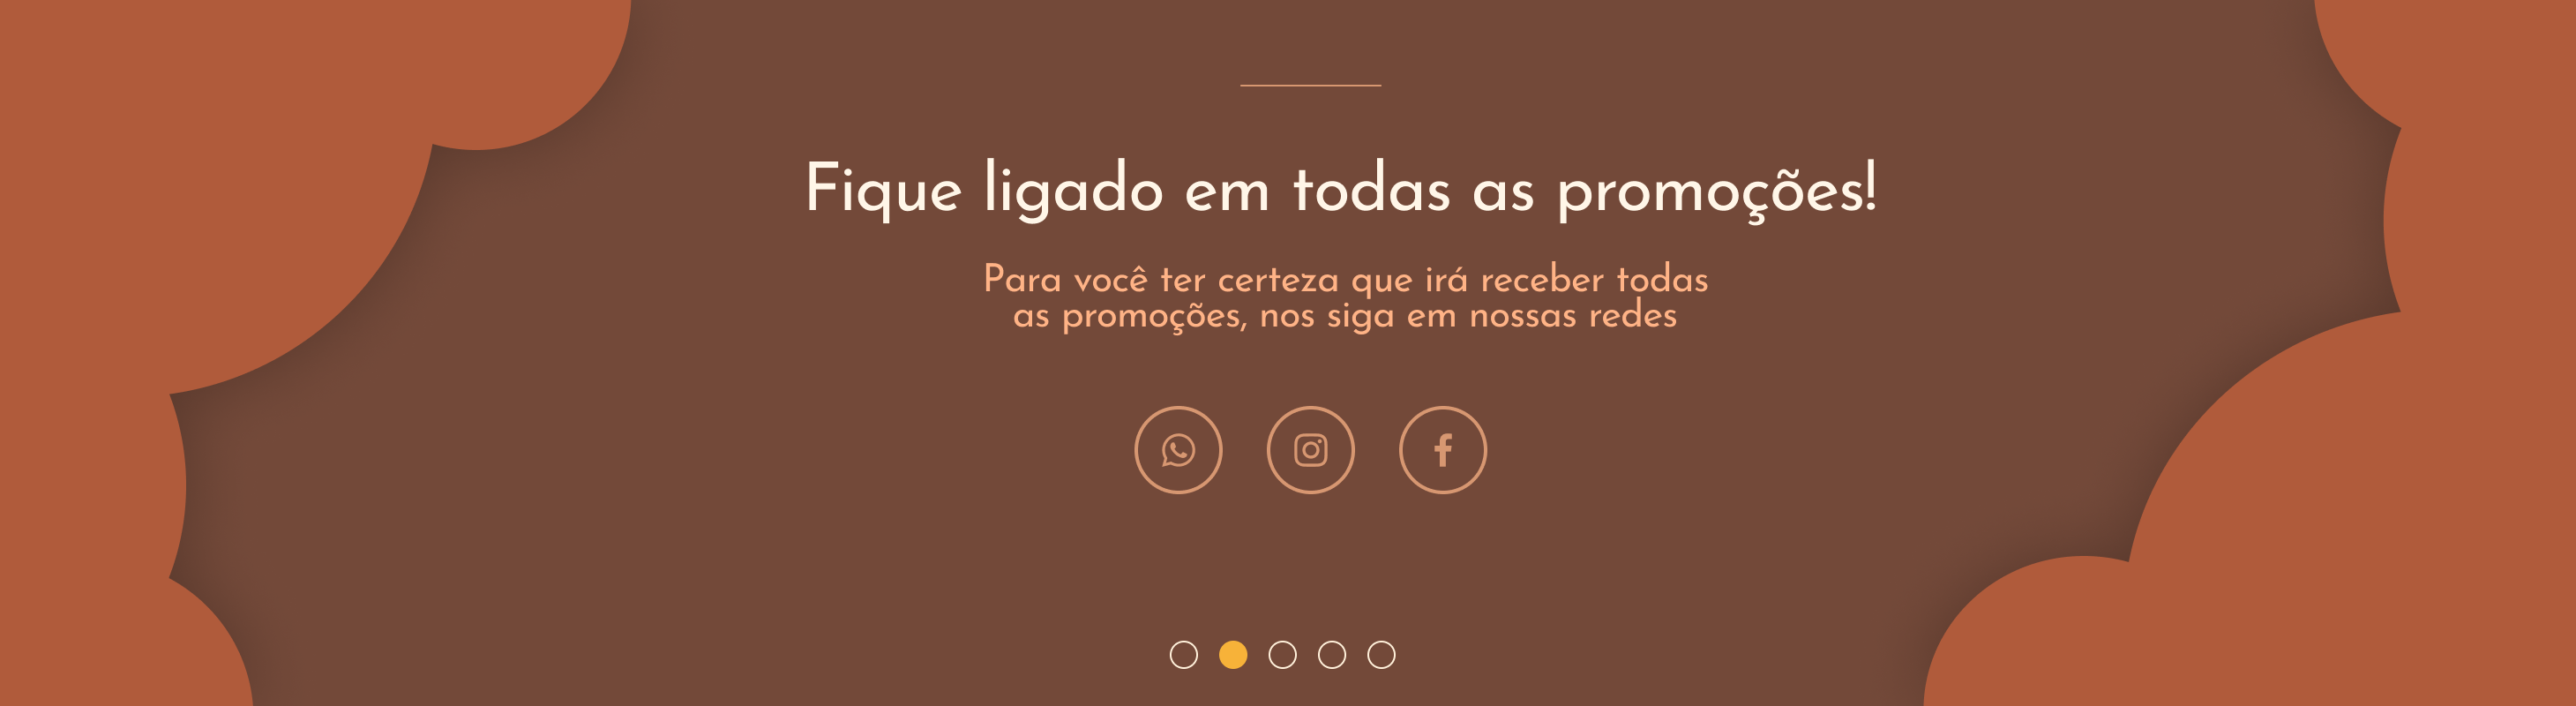 Fique ligado em todas as promoções!
Para você ter certeza que irá receber todas
as promoções, nos siga em nossas redes